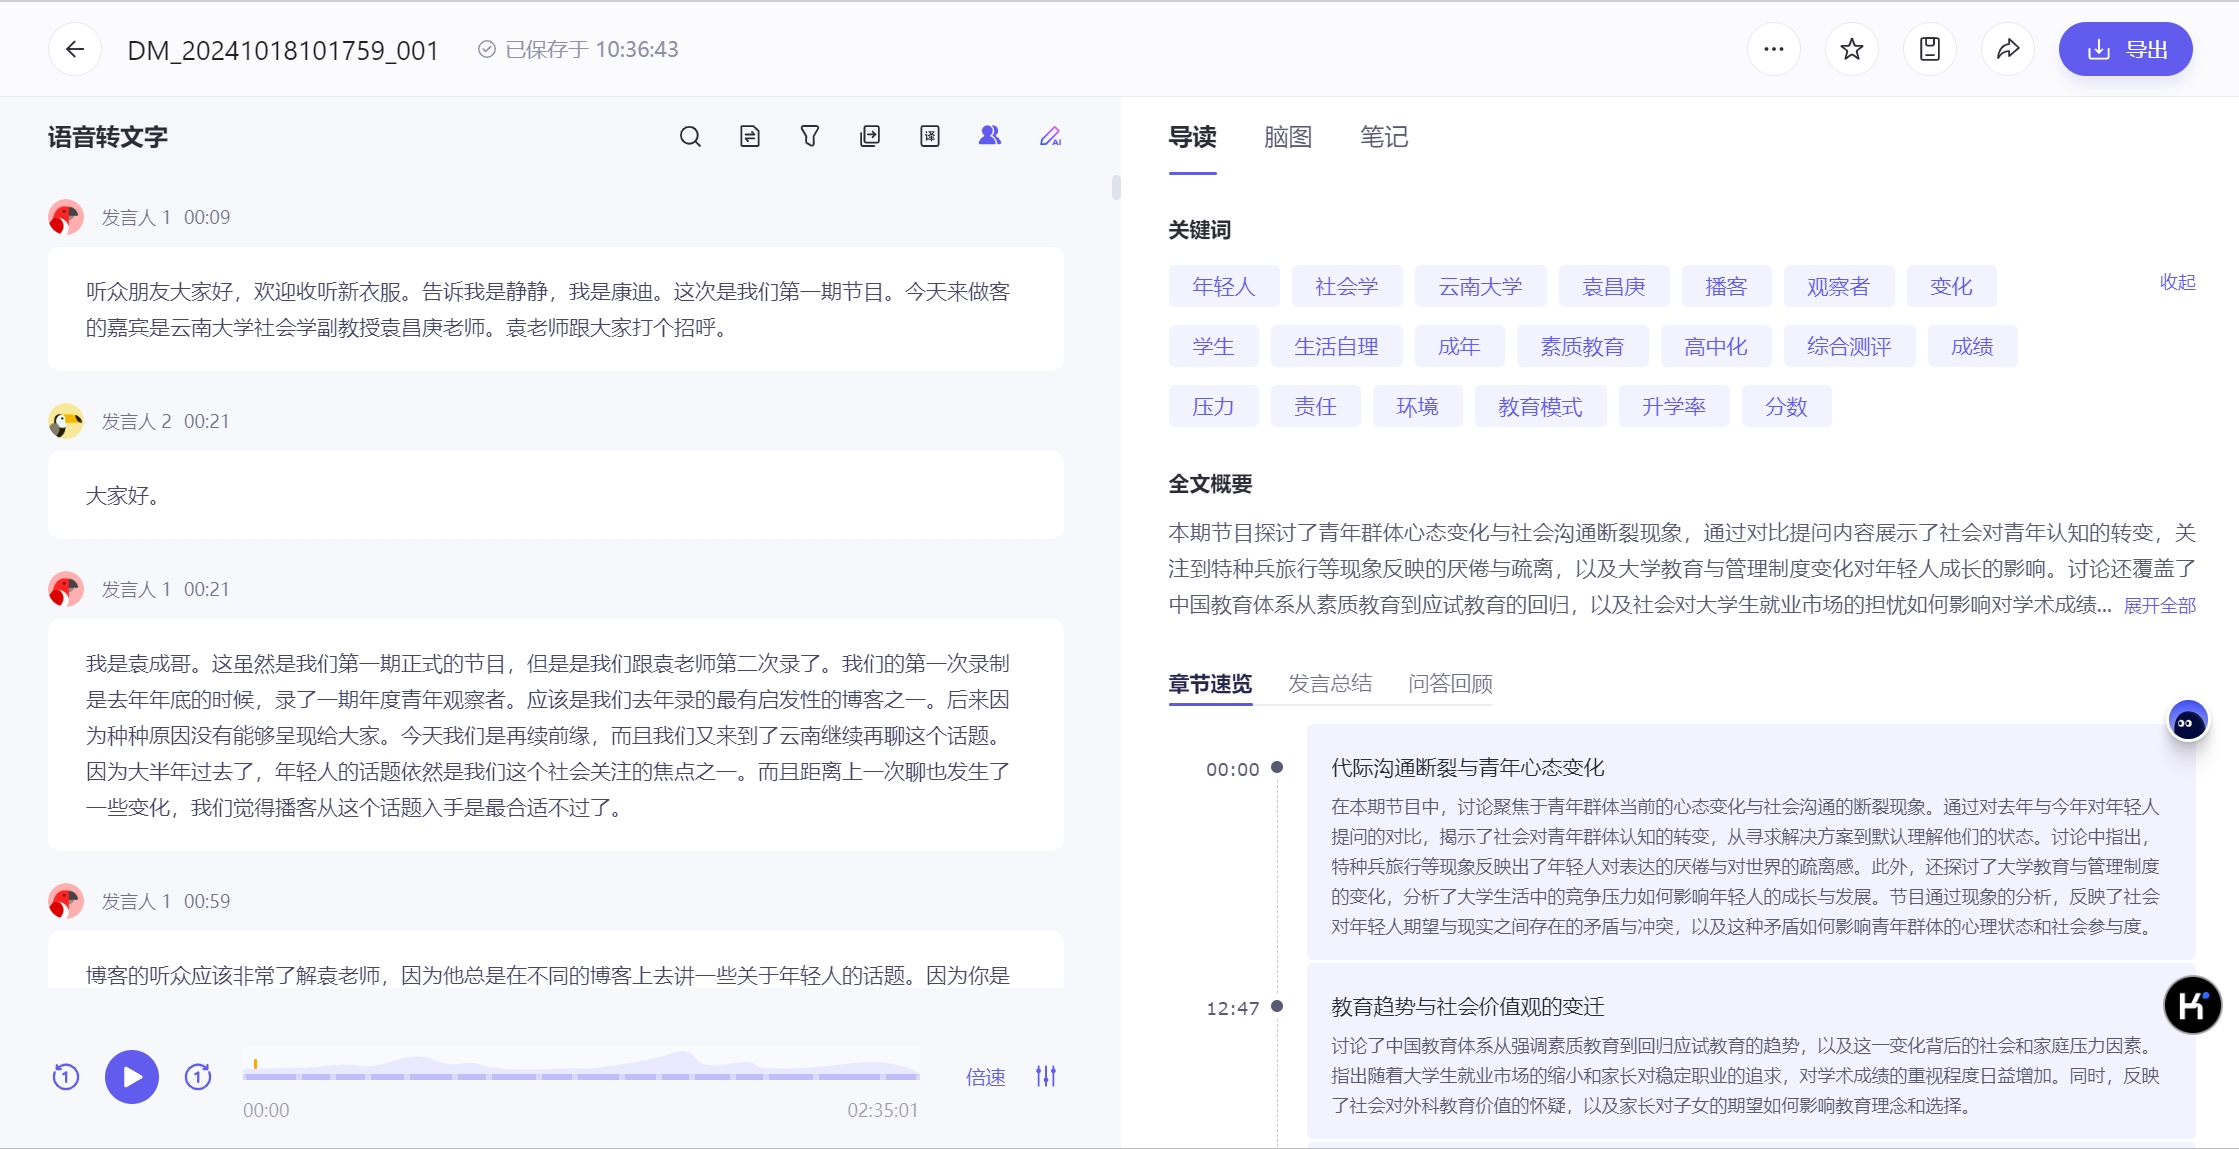 DM_20241018101759_001
已保存于 10:36:43
导出
语音转文字
译
AI
发言人 1 00:09
听众朋友大家好，欢迎收听新衣服。告诉我是静静，我是康迪。这次是我们第一期节目。今天来做客
的嘉宾是云南大学社会学副教授袁昌庚老师。袁老师跟大家打个招呼。
发言人 2 00:21
大家好。
发言人 1 00:21
我是袁成哥。这虽然是我们第一期正式的节目，但是是我们跟袁老师第二次录了。我们的第一次录制
是去年年底的时候，录了一期年度青年观察者。应该是我们去年录的最有启发性的博客之一。后来因
为种种原因没有能够呈现给大家。今天我们是再续前缘，而且我们又来到了云南继续再聊这个话题。
因为大半年过去了，年轻人的话题依然是我们这个社会关注的焦点之一。而且距离上一次聊也发生了
一些变化，我们觉得播客从这个话题入手是最合适不过了。
发言人 1 00:59
博客的听众应该非常了解袁老师，因为他总是在不同的博客上去讲一些关于年轻人的话题。因为你是
1
1
倍速
00:00
02:35:01
导读 脑图 笔记
关键词
年轻人 社会学 云南大学 袁昌庚 播客 观察者 变化
收起
学生 生活自理 成年 素质教育 高中化 综合测评 成绩
压力 责任 环境 教育模式 升学率 分数
全文概要
本期节目探讨了青年群体心态变化与社会沟通断裂现象，通过对比提问内容展示了社会对青年认知的转变，关
注到特种兵旅行等现象反映的厌倦与疏离，以及大学教育与管理制度变化对年轻人成长的影响。讨论还覆盖了
中国教育体系从素质教育到应试教育的回归，以及社会对大学生就业市场的担忧如何影响对学术成绩... 展开全部
章节速览 发言总结 问答回顾
00:00
代际沟通断裂与青年心态变化
在本期节目中，讨论聚焦于青年群体当前的心态变化与社会沟通的断裂现象。通过对去年与今年对年轻人
提问的对比，揭示了社会对青年群体认知的转变，从寻求解决方案到默认理解他们的状态。讨论中指出，
特种兵旅行等现象反映出了年轻人对表达的厌倦与对世界的疏离感。此外，还探讨了大学教育与管理制度
的变化，分析了大学生活中的竞争压力如何影响年轻人的成长与发展。节目通过现象的分析，反映了社会
对年轻人期望与现实之间存在的矛盾与冲突，以及这种矛盾如何影响青年群体的心理状态和社会参与度。
12:47
教育趋势与社会价值观的变迁
讨论了中国教育体系从强调素质教育到回归应试教育的趋势，以及这一变化背后的社会和家庭压力因素。
指出随着大学生就业市场的缩小和家长对稳定职业的追求，对学术成绩的重视程度日益增加。同时，反映
了社会对外科教育价值的怀疑，以及家长对子女的期望如何影响教育理念和选择。
K